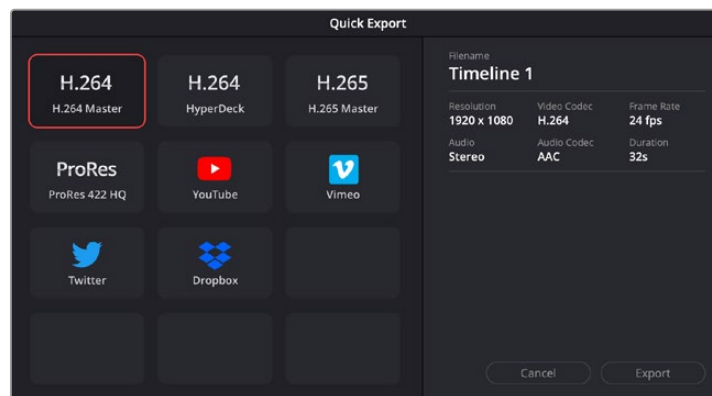 Quick Export
H.264
H.264 Master
H.264
HyperDeck
H.265
H.265 Master
ProRes
ProRes 422 HQ
YouTube
Vimeo
Twitter
Dropbox
Filename
Timeline 1
Resolution Video Codec Frame Rate
1920 x 1080 H.264 24 fps
Audio Audio Codec Duration
Stereo AAC 32s
Cancel Export